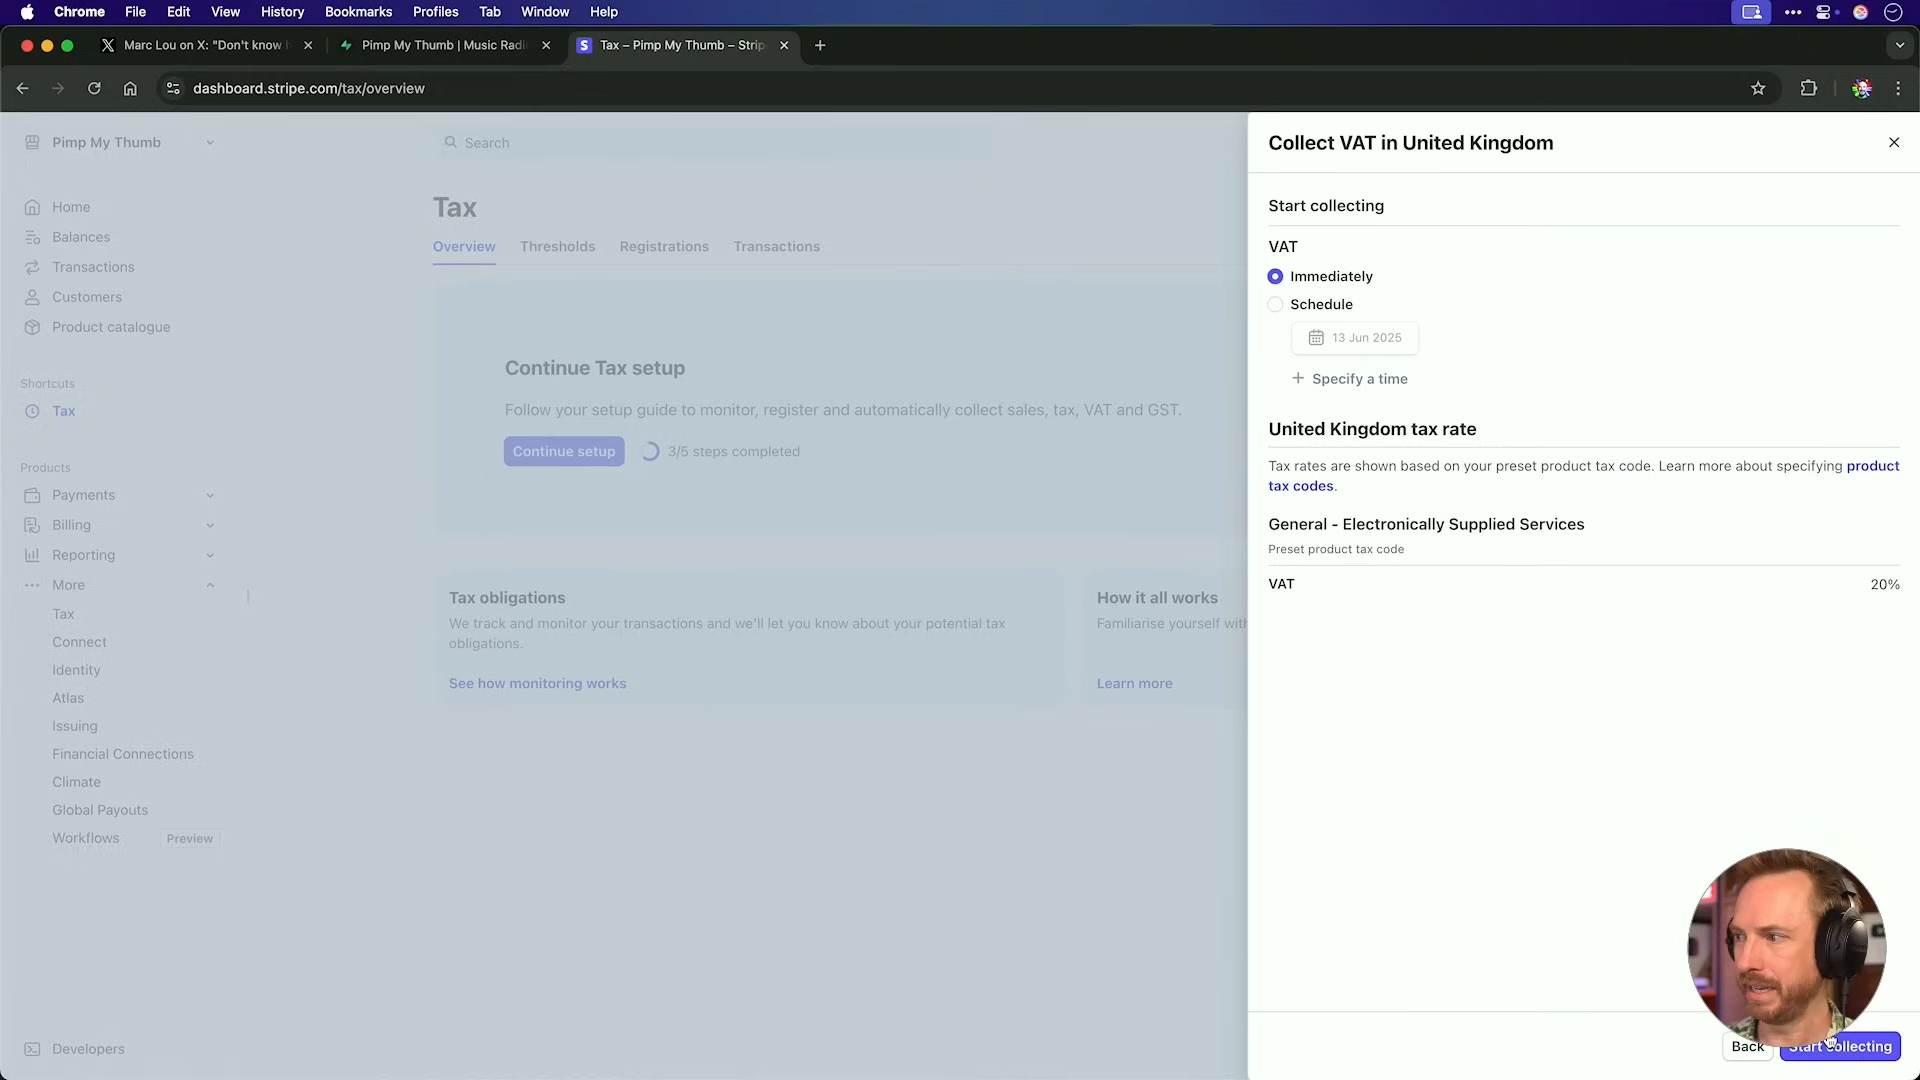 Chrome File Edit View History Bookmarks Profiles Tab Window Help
Marc Lou on X: "Don't know h
Pimp My Thumb | Music Radi
Tax – Pimp My Thumb – Strip
dashboard.stripe.com/tax/overview
Pimp My Thumb
Search
Home
Balances
Transactions
Customers
Product catalogue
Shortcuts
Tax
Products
Payments
Billing
Reporting
More
Tax
Connect
Identity
Atlas
Issuing
Financial Connections
Climate
Global Payouts
Workflows Preview
Developers
Tax
Overview Thresholds Registrations Transactions
Continue Tax setup
Follow your setup guide to monitor, register and automatically collect sales, tax, VAT and GST.
Continue setup 3/5 steps completed
Tax obligations
We track and monitor your transactions and we'll let you know about your potential tax
obligations.
See how monitoring works
How it all works
Familiarise yourself with
Learn more
Collect VAT in United Kingdom
Start collecting
VAT
Immediately
Schedule
13 Jun 2025
+ Specify a time
United Kingdom tax rate
Tax rates are shown based on your preset product tax code. Learn more about specifying product
tax codes.
General - Electronically Supplied Services
Preset product tax code
VAT 20%
Back Start collecting